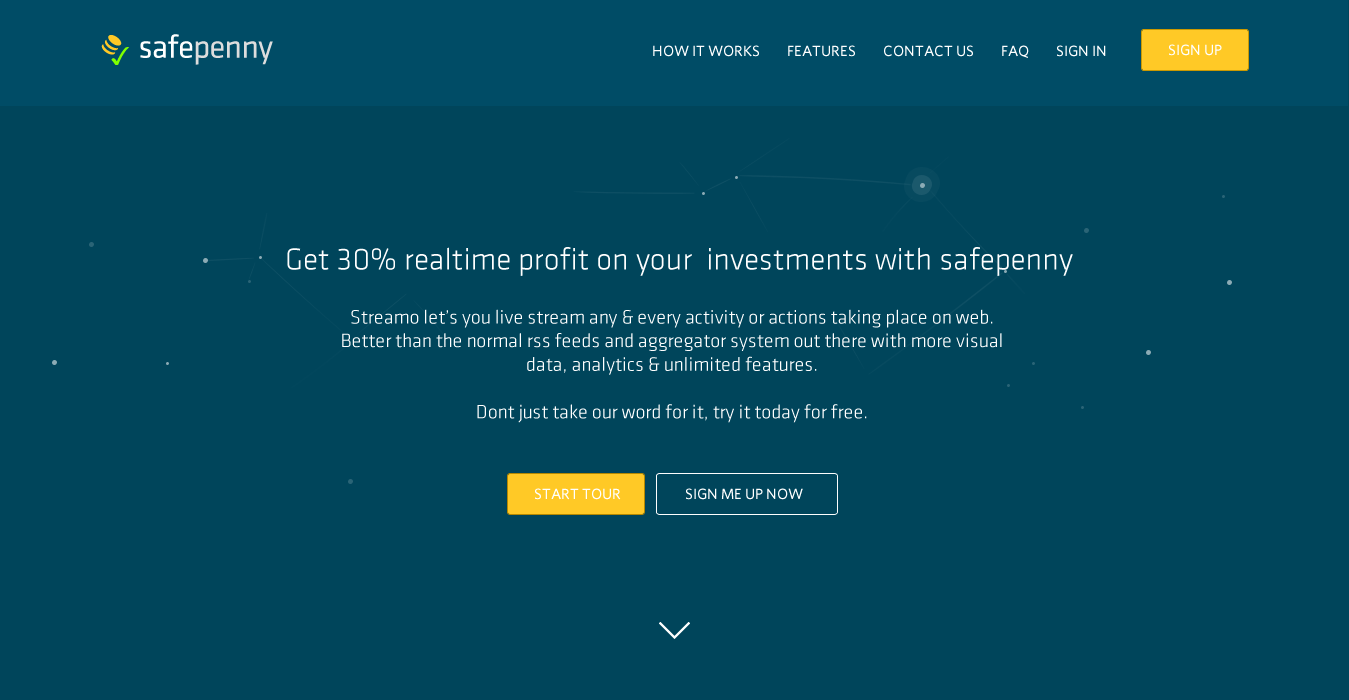 safepenny
HOW IT WORKS
FEATURES
CONTACT US
FAQ
SIGN IN
SIGN UP
Get 30% realtime profit on your investments with safepenny
Streamo let's you live stream any & every activity or actions taking place on web.
Better than the normal rss feeds and aggregator system out there with more visual
data, analytics & unlimited features.
Dont just take our word for it, try it today for free.
START TOUR
SIGN ME UP NOW